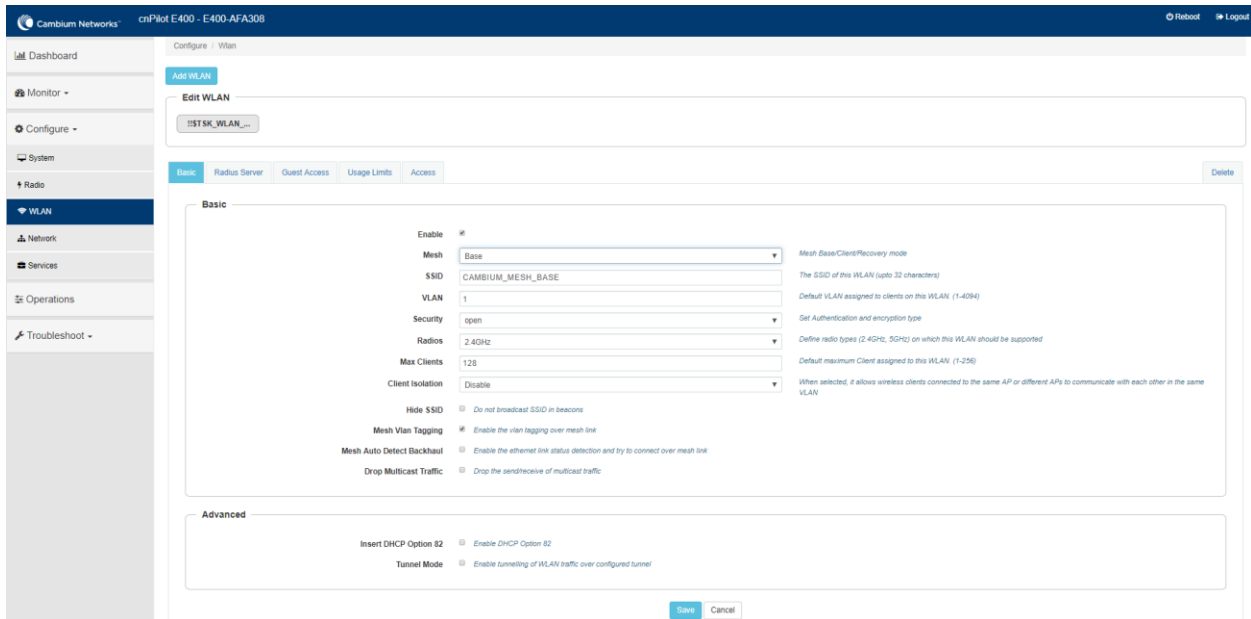 Cambium Networks™ cnPilot E400 - E400-AFA308 Reboot Logout
Dashboard
Monitor
Configure
System
Radio
WLAN
Network
Services
Operations
Troubleshoot
Configure / Wlan
Add WLAN
Edit WLAN
!!$TSK_WLAN_...
Basic Radius Server Guest Access Usage Limits Access Delete
Basic
Enable
Mesh Base Mesh Base/Client/Recovery mode
SSID CAMBIUM_MESH_BASE The SSID of this WLAN (upto 32 characters)
VLAN 1 Default VLAN assigned to clients on this WLAN. (1-4094)
Security open Set Authentication and encryption type
Radios 2.4GHz Define radio types (2.4GHz, 5GHz) on which this WLAN should be supported
Max Clients 128 Default maximum Client assigned to this WLAN. (1-256)
Client Isolation Disable When selected, it allows wireless clients connected to the same AP or different APs to communicate with each other in the same
VLAN
Hide SSID Do not broadcast SSID in beacons
Mesh Vlan Tagging Enable the vlan tagging over mesh link
Mesh Auto Detect Backhaul Enable the ethernet link status detection and try to connect over mesh link
Drop Multicast Traffic Drop the send/receive of multicast traffic
Advanced
Insert DHCP Option 82 Enable DHCP Option 82
Tunnel Mode Enable tunnelling of WLAN traffic over configured tunnel
Save Cancel